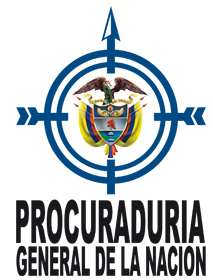 PROCURADURIA
GENERAL DE LA NACION